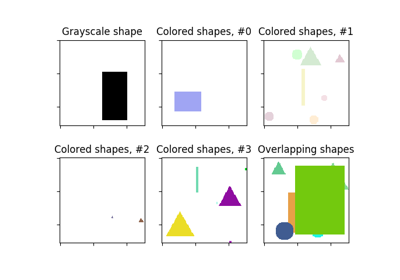 Grayscale shape
Colored shapes, #0
Colored shapes, #1
Colored shapes, #2
Colored shapes, #3
Overlapping shapes